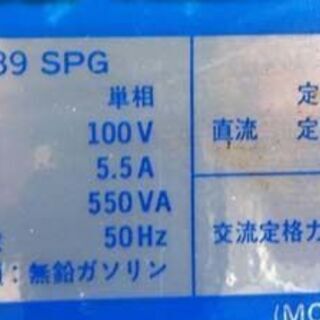 39 SPG
単相
100V
5.5A
550VA
50Hz
: 無鉛ガソリン
定
直流 定
交流定格力
(MO